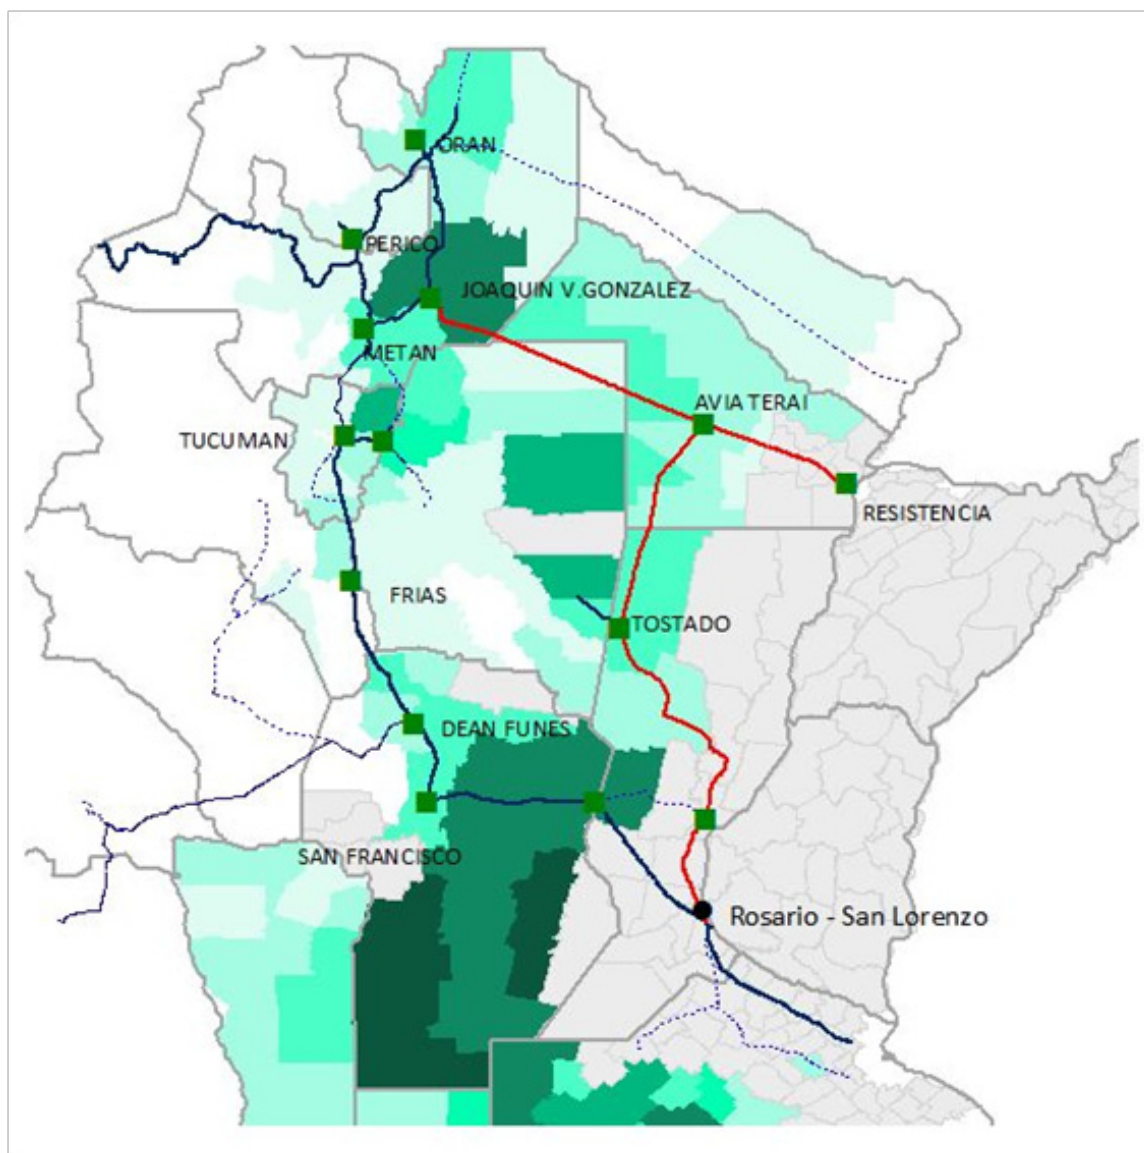 ORAN
PERICO
JOAQUIN V.GONZALEZ
METAN
AVIA TERAI
TUCUMAN
RESISTENCIA
FRIAS
TOSTADO
DEAN FUNES
SAN FRANCISCO
Rosario - San Lorenzo